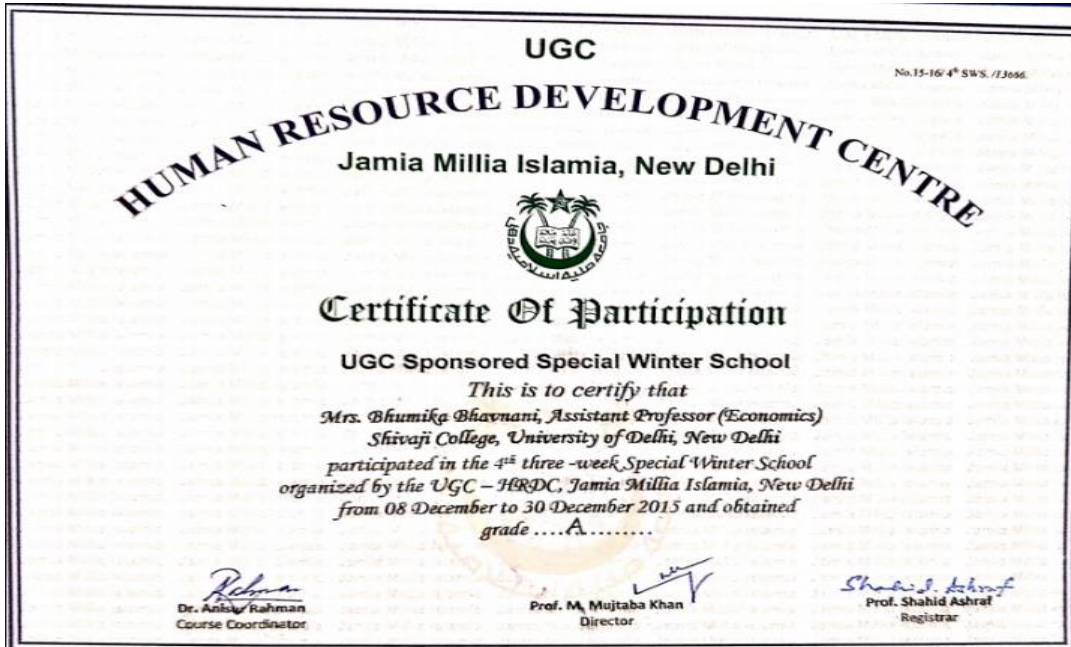 UGC
No.15-16/ 4th SWS. /13666.
HUMAN RESOURCE DEVELOPMENT CENTRE
Jamia Millia Islamia, New Delhi
Certificate Of Participation
UGC Sponsored Special Winter School
This is to certify that
Mrs. Bhumika Bhavnani, Assistant Professor (Economics)
Shivaji College, University of Delhi, New Delhi
participated in the 4th three -week Special Winter School
organized by the UGC – HRDC, Jamia Millia Islamia, New Delhi
from 08 December to 30 December 2015 and obtained
grade ....A.........
Rahman
Shahid Ashraf
Dr. Anisur Rahman
Prof. M. Mujtaba Khan
Prof. Shahid Ashraf
Course Coordinator
Director
Registrar